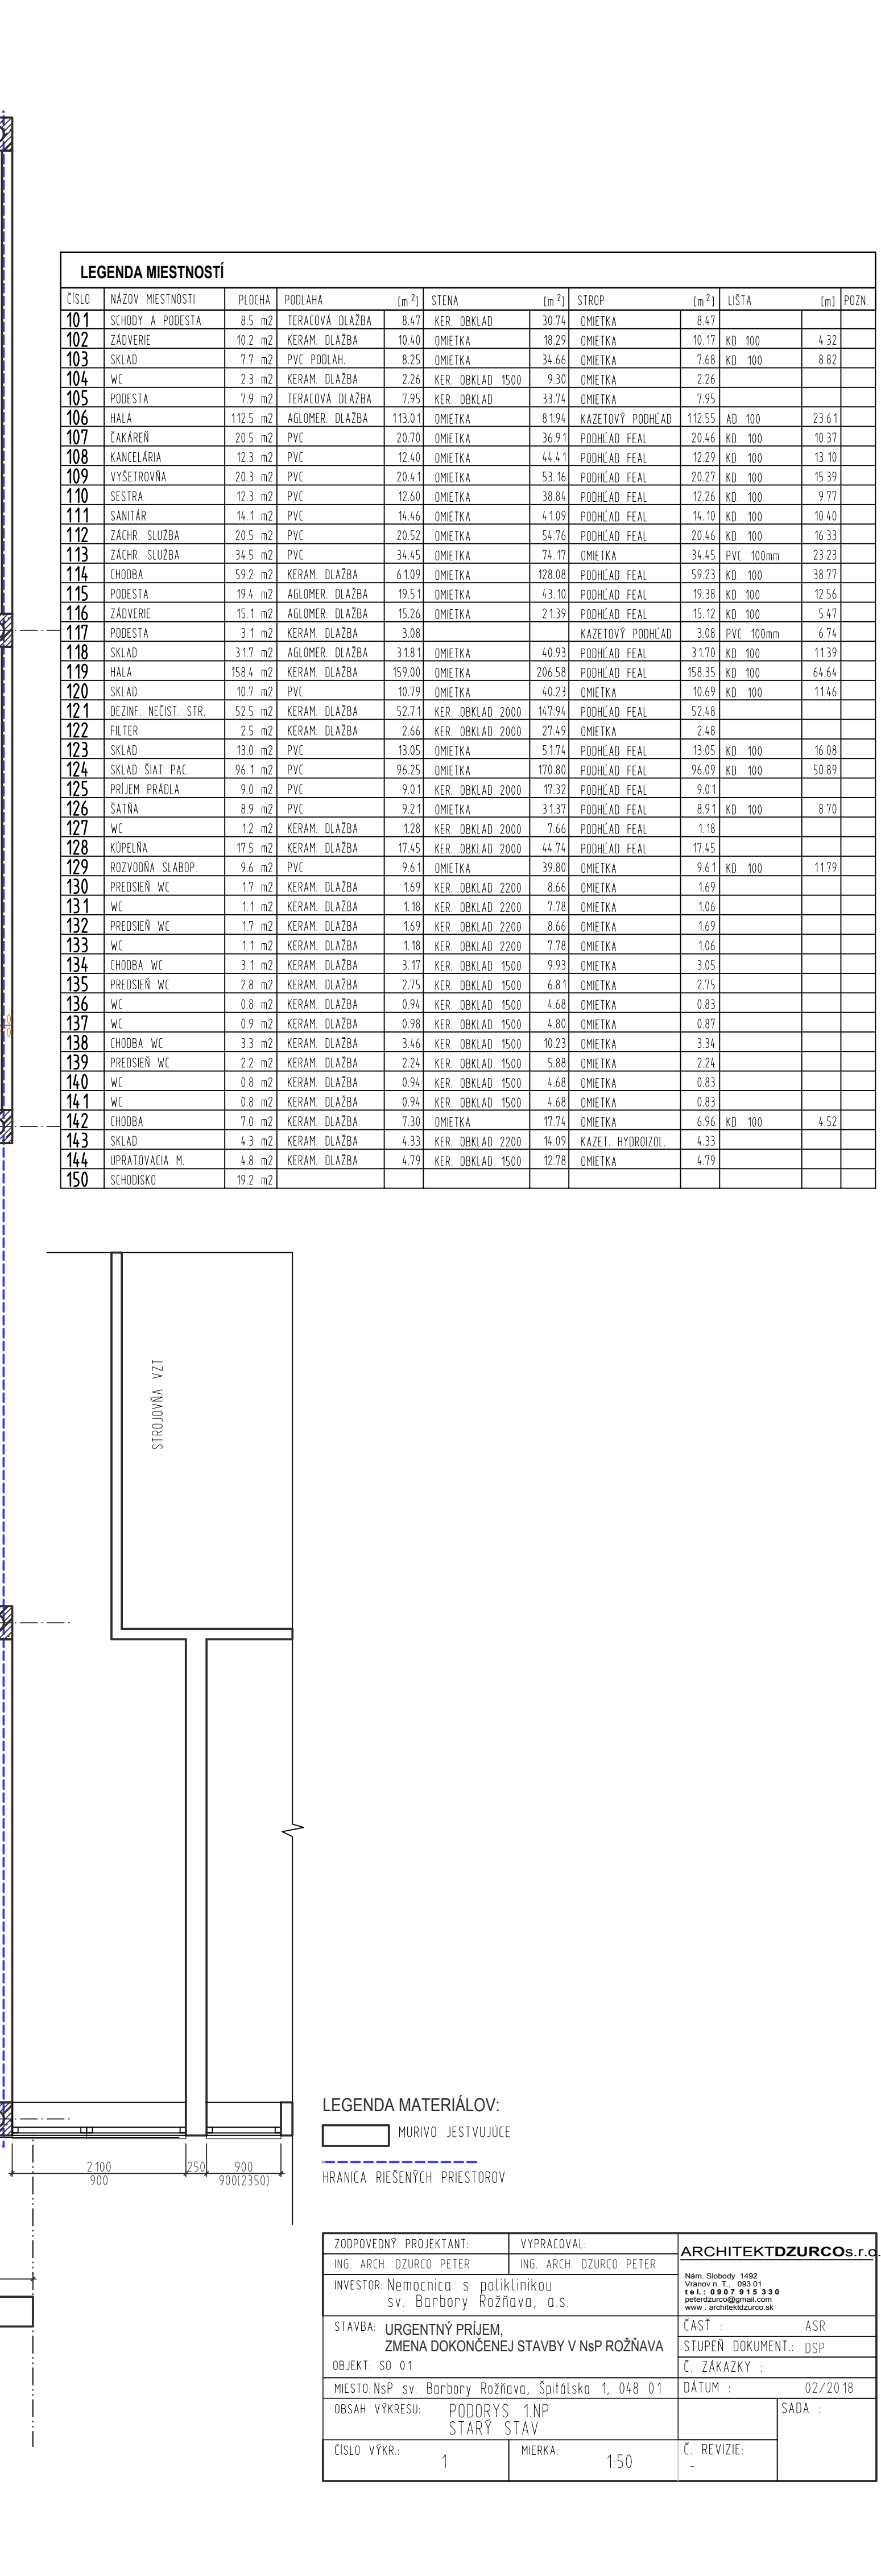 LEGENDA MIESTNOSTÍ
ČÍSLO NÁZOV MIESTNOSTI PLOCHA PODLAHA [m²] STENA [m²] STROP [m²] LIŠTA [m] POZN.
101 SCHODY A PODESTA 8.5 m2 TERACOVÁ DLAŽBA 8.47 KER. OBKLAD 30.74 OMIETKA 8.47
102 ZÁDVERIE 10.2 m2 KERAM. DLAŽBA 10.40 OMIETKA 18.29 OMIETKA 10.17 KD 100 4.32
103 SKLAD 7.7 m2 PVC PODLAH. 8.25 OMIETKA 34.66 OMIETKA 7.68 KD. 100 8.82
104 WC 2.3 m2 KERAM. DLAŽBA 2.26 KER. OBKLAD 1500 9.30 OMIETKA 2.26
105 PODESTA 7.9 m2 TERACOVÁ DLAŽBA 7.95 KER. OBKLAD 33.74 OMIETKA 7.95
106 HALA 112.5 m2 AGLOMER. DLAŽBA 113.01 OMIETKA 81.94 KAZETOVÝ PODHĽAD 112.55 AD 100 23.61
107 ČAKÁREŇ 20.5 m2 PVC 20.70 OMIETKA 36.91 PODHĽAD FEAL 20.46 KD. 100 10.37
108 KANCELÁRIA 12.3 m2 PVC 12.40 OMIETKA 44.41 PODHĽAD FEAL 12.29 KD. 100 13.10
109 VYŠETROVŇA 20.3 m2 PVC 20.41 OMIETKA 53.16 PODHĽAD FEAL 20.27 KD. 100 15.39
110 SESTRA 12.3 m2 PVC 12.60 OMIETKA 38.84 PODHĽAD FEAL 12.26 KD. 100 9.77
111 SANITÁR 14.1 m2 PVC 14.46 OMIETKA 41.09 PODHĽAD FEAL 14.10 KD. 100 10.40
112 ZÁCHR. SLUŽBA 20.5 m2 PVC 20.52 OMIETKA 54.76 PODHĽAD FEAL 20.46 KD. 100 16.33
113 ZÁCHR. SLUŽBA 34.5 m2 PVC 34.45 OMIETKA 74.17 OMIETKA 34.45 PVC 100mm 23.23
114 CHODBA 59.2 m2 KERAM. DLAŽBA 61.09 OMIETKA 128.08 PODHĽAD FEAL 59.23 KD. 100 38.77
115 PODESTA 19.4 m2 AGLOMER. DLAŽBA 19.51 OMIETKA 43.10 PODHĽAD FEAL 19.38 KD. 100 12.56
116 ZÁDVERIE 15.1 m2 AGLOMER. DLAŽBA 15.26 OMIETKA 21.39 PODHĽAD FEAL 15.12 KD 100 5.47
117 PODESTA 3.1 m2 KERAM. DLAŽBA 3.08 KAZETOVÝ PODHĽAD 3.08 PVC 100mm 6.74
118 SKLAD 31.7 m2 AGLOMER. DLAŽBA 31.81 OMIETKA 40.93 PODHĽAD FEAL 31.70 KD 100 11.39
119 HALA 158.4 m2 KERAM. DLAŽBA 159.00 OMIETKA 206.58 PODHĽAD FEAL 158.35 KD 100 64.64
120 SKLAD 10.7 m2 PVC 10.79 OMIETKA 40.23 OMIETKA 10.69 KD. 100 11.46
121 DEZINF. NEČIST. STR. 52.5 m2 KERAM. DLAŽBA 52.71 KER. OBKLAD 2000 147.94 PODHĽAD FEAL 52.48
122 FILTER 2.5 m2 KERAM. DLAŽBA 2.66 KER. OBKLAD 2000 27.49 OMIETKA 2.48
123 SKLAD 13.0 m2 PVC 13.05 OMIETKA 51.74 PODHĽAD FEAL 13.05 KD. 100 16.08
124 SKLAD ŠIAT PAC. 96.1 m2 PVC 96.25 OMIETKA 170.80 PODHĽAD FEAL 96.09 KD. 100 50.89
125 PRÍJEM PRÁDLA 9.0 m2 PVC 9.01 KER. OBKLAD 2000 17.32 PODHĽAD FEAL 9.01
126 ŠATŇA 8.9 m2 PVC 9.21 OMIETKA 31.37 PODHĽAD FEAL 8.91 KD. 100 8.70
127 WC 1.2 m2 KERAM. DLAŽBA 1.28 KER. OBKLAD 2000 7.66 PODHĽAD FEAL 1.18
128 KÚPELŇA 17.5 m2 KERAM. DLAŽBA 17.45 KER. OBKLAD 2000 44.74 PODHĽAD FEAL 17.45
129 ROZVODŇA SLABOP. 9.6 m2 PVC 9.61 OMIETKA 39.80 OMIETKA 9.61 KD. 100 11.79
130 PREDSIEŇ WC 1.7 m2 KERAM. DLAŽBA 1.69 KER. OBKLAD 2200 8.66 OMIETKA 1.69
131 WC 1.1 m2 KERAM. DLAŽBA 1.18 KER. OBKLAD 2200 7.78 OMIETKA 1.06
132 PREDSIEŇ WC 1.7 m2 KERAM. DLAŽBA 1.69 KER. OBKLAD 2200 8.66 OMIETKA 1.69
133 WC 1.1 m2 KERAM. DLAŽBA 1.18 KER. OBKLAD 2200 7.78 OMIETKA 1.06
134 CHODBA WC 3.1 m2 KERAM. DLAŽBA 3.17 KER. OBKLAD 1500 9.93 OMIETKA 3.05
135 PREDSIEŇ WC 2.8 m2 KERAM. DLAŽBA 2.75 KER. OBKLAD 1500 6.81 OMIETKA 2.75
136 WC 0.8 m2 KERAM. DLAŽBA 0.94 KER. OBKLAD 1500 4.68 OMIETKA 0.83
137 WC 0.9 m2 KERAM. DLAŽBA 0.98 KER. OBKLAD 1500 4.80 OMIETKA 0.87
138 CHODBA WC 3.3 m2 KERAM. DLAŽBA 3.46 KER. OBKLAD 1500 10.23 OMIETKA 3.34
139 PREDSIEŇ WC 2.2 m2 KERAM. DLAŽBA 2.24 KER. OBKLAD 1500 5.88 OMIETKA 2.24
140 WC 0.8 m2 KERAM. DLAŽBA 0.94 KER. OBKLAD 1500 4.68 OMIETKA 0.83
141 WC 0.8 m2 KERAM. DLAŽBA 0.94 KER. OBKLAD 1500 4.68 OMIETKA 0.83
142 CHODBA 7.0 m2 KERAM. DLAŽBA 7.30 OMIETKA 17.74 OMIETKA 6.96 KD. 100 4.52
143 SKLAD 4.3 m2 KERAM. DLAŽBA 4.33 KER. OBKLAD 2200 14.09 KAZET. HYDROIZOL. 4.33
144 UPRATOVACIA M. 4.8 m2 KERAM. DLAŽBA 4.79 KER. OBKLAD 1500 12.78 OMIETKA 4.79
150 SCHODISKO 19.2 m2
STROJOVŇA VZT
LEGENDA MATERIÁLOV:
MURIVO JESTVUJÚCE
HRANICA RIEŠENÝCH PRIESTOROV
2100 250 900
900 900(2350)
ZODPOVEDNÝ PROJEKTANT: VYPRACOVAL:
ING. ARCH. DZURCO PETER ING. ARCH. DZURCO PETER
ARCHITEKTDZURCOs.r.o.
Nám. Slobody 1492
Vranov n. T., 093 01
tel.: 0907 915 330
peterdzurco@gmail.com
www . architektdzurco.sk
INVESTOR: Nemocnica s poliklinikou
sv. Barbory Rožňava, a.s.
STAVBA: URGENTNÝ PRÍJEM,
ZMENA DOKONČENEJ STAVBY V NsP ROŽŇAVA
OBJEKT: SO 01
ČASŤ : ASR
STUPEŇ DOKUMENT.: DSP
Č. ZÁKAZKY :
MIESTO: NsP sv. Barbory Rožňava, Špitálska 1, 048 01
DÁTUM : 02/2018
OBSAH VÝKRESU: PODORYS 1.NP
STARÝ STAV
SADA :
ČÍSLO VÝKR.: 1 MIERKA: 1:50
Č. REVIZIE:
-